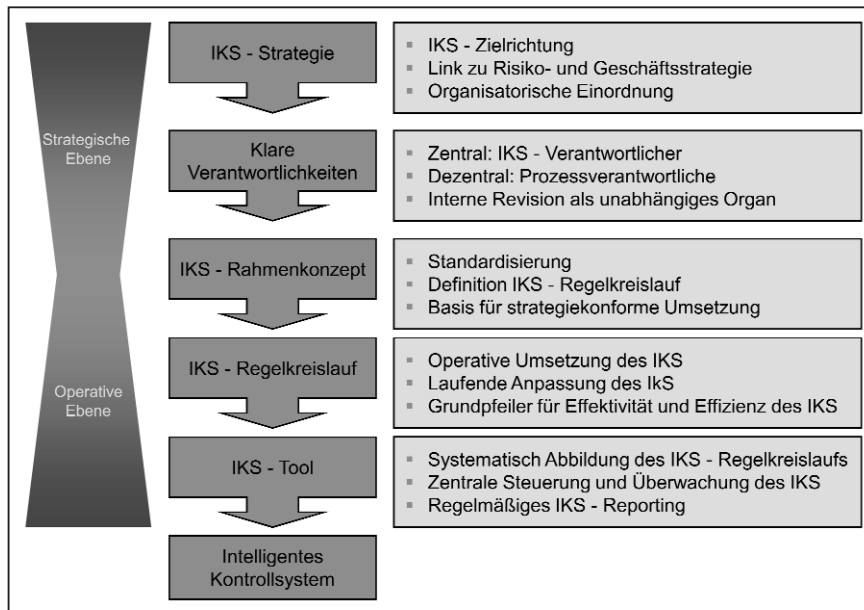 Strategische
Ebene
Operative
Ebene
IKS - Strategie
▪ IKS - Zielrichtung
▪ Link zu Risiko- und Geschäftsstrategie
▪ Organisatorische Einordnung
Klare
Verantwortlichkeiten
▪ Zentral: IKS - Verantwortlicher
▪ Dezentral: Prozessverantwortliche
▪ Interne Revision als unabhängiges Organ
IKS - Rahmenkonzept
▪ Standardisierung
▪ Definition IKS - Regelkreislauf
▪ Basis für strategiekonforme Umsetzung
IKS - Regelkreislauf
▪ Operative Umsetzung des IKS
▪ Laufende Anpassung des IkS
▪ Grundpfeiler für Effektivität und Effizienz des IKS
IKS - Tool
▪ Systematisch Abbildung des IKS - Regelkreislaufs
▪ Zentrale Steuerung und Überwachung des IKS
▪ Regelmäßiges IKS - Reporting
Intelligentes
Kontrollsystem